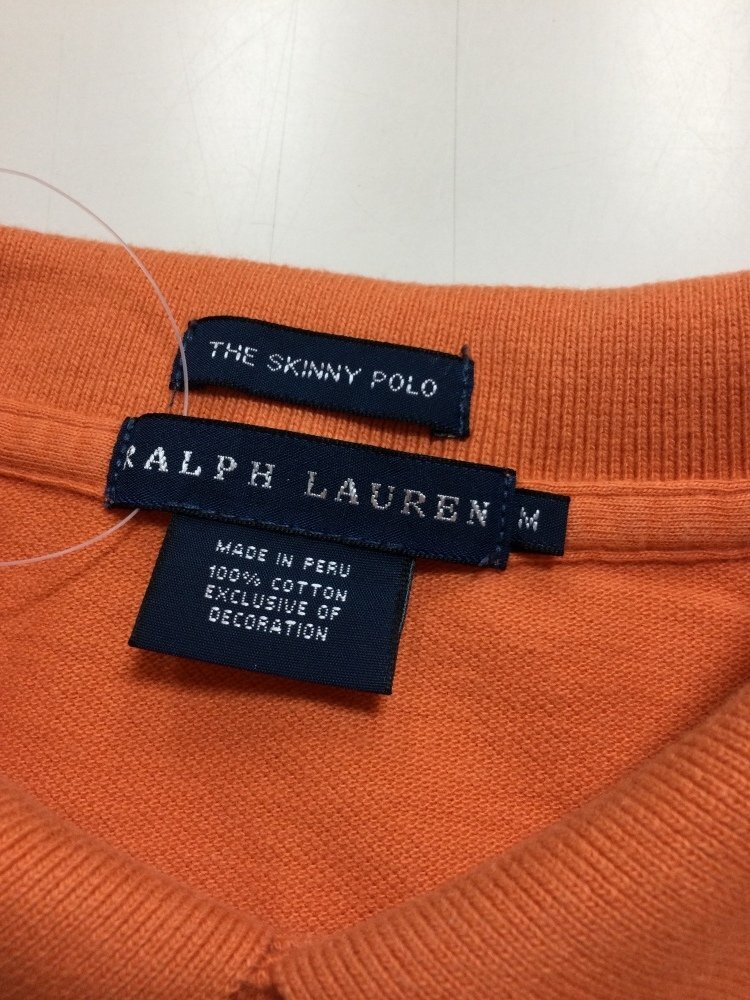 THE SKINNY POLO
RALPH LAUREN
M
MADE IN PERU
100% COTTON
EXCLUSIVE OF
DECORATION